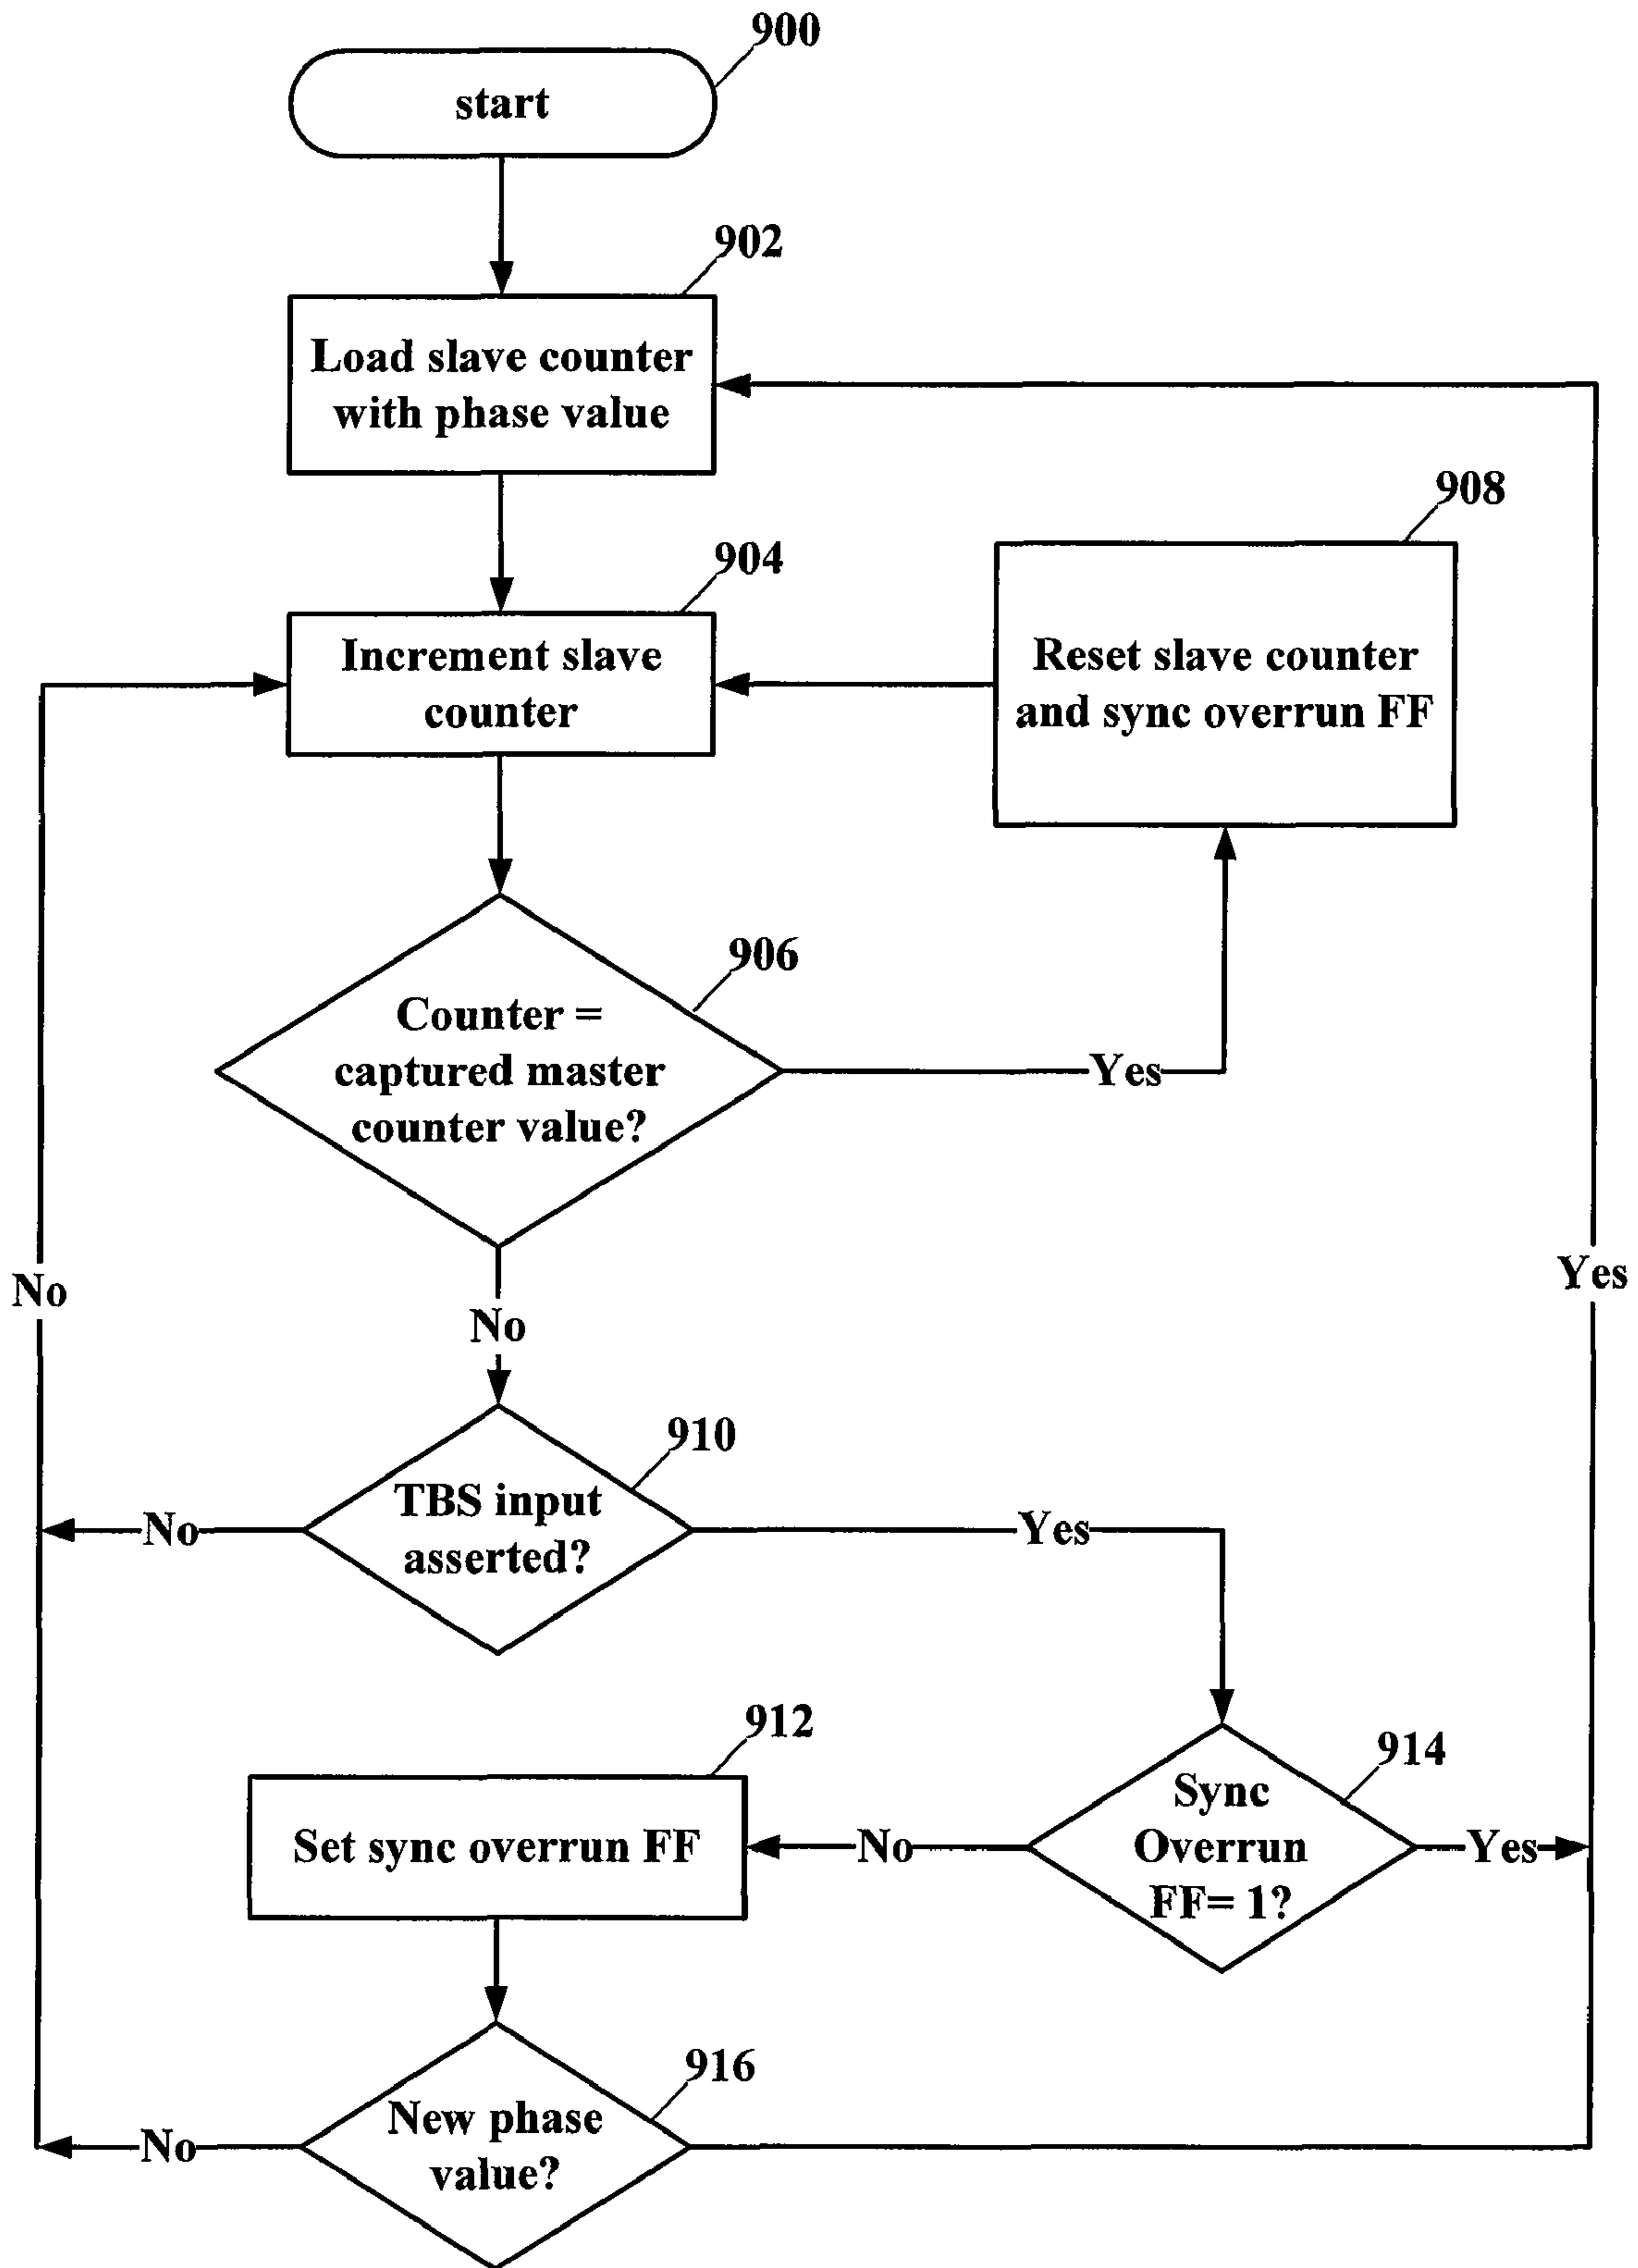 900
start
902
Load slave counter
with phase value
908
904
Increment slave
counter
Reset slave counter
and sync overrun FF
906
Counter =
captured master
counter value?
Yes
No
Yes
No
910
TBS input
asserted?
No
Yes
912
914
Set sync overrun FF
No
Sync
Overrun
FF= 1?
Yes
916
New phase
value?
No